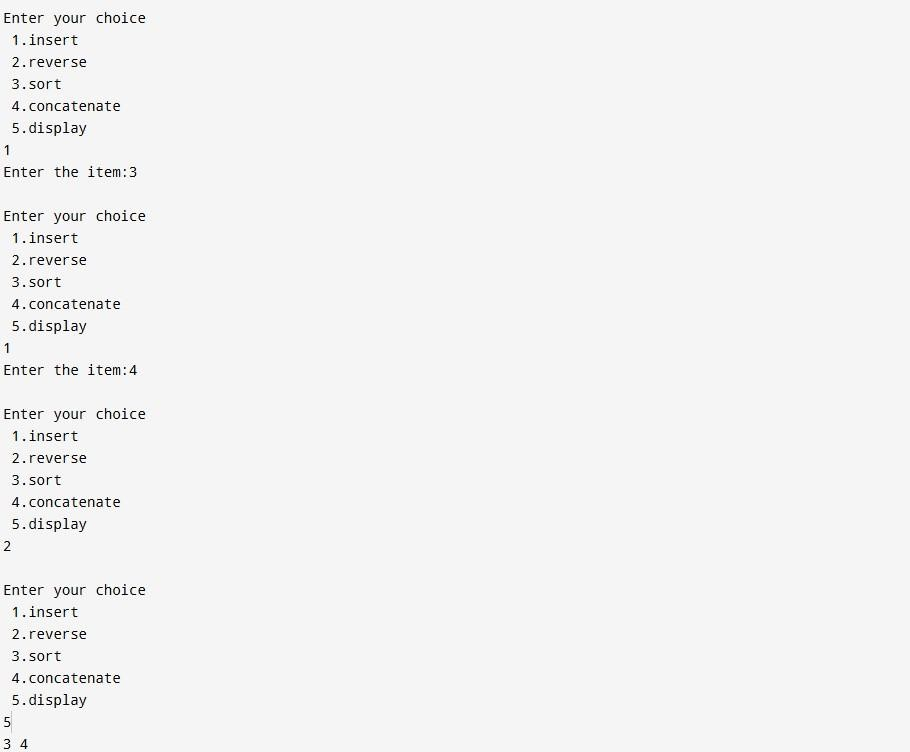 Enter your choice
1.insert
2.reverse
3.sort
4.concatenate
5.display
1
Enter the item:3
Enter your choice
1.insert
2.reverse
3.sort
4.concatenate
5.display
1
Enter the item:4
Enter your choice
1.insert
2.reverse
3.sort
4.concatenate
5.display
2
Enter your choice
1.insert
2.reverse
3.sort
4.concatenate
5.display
5
3 4